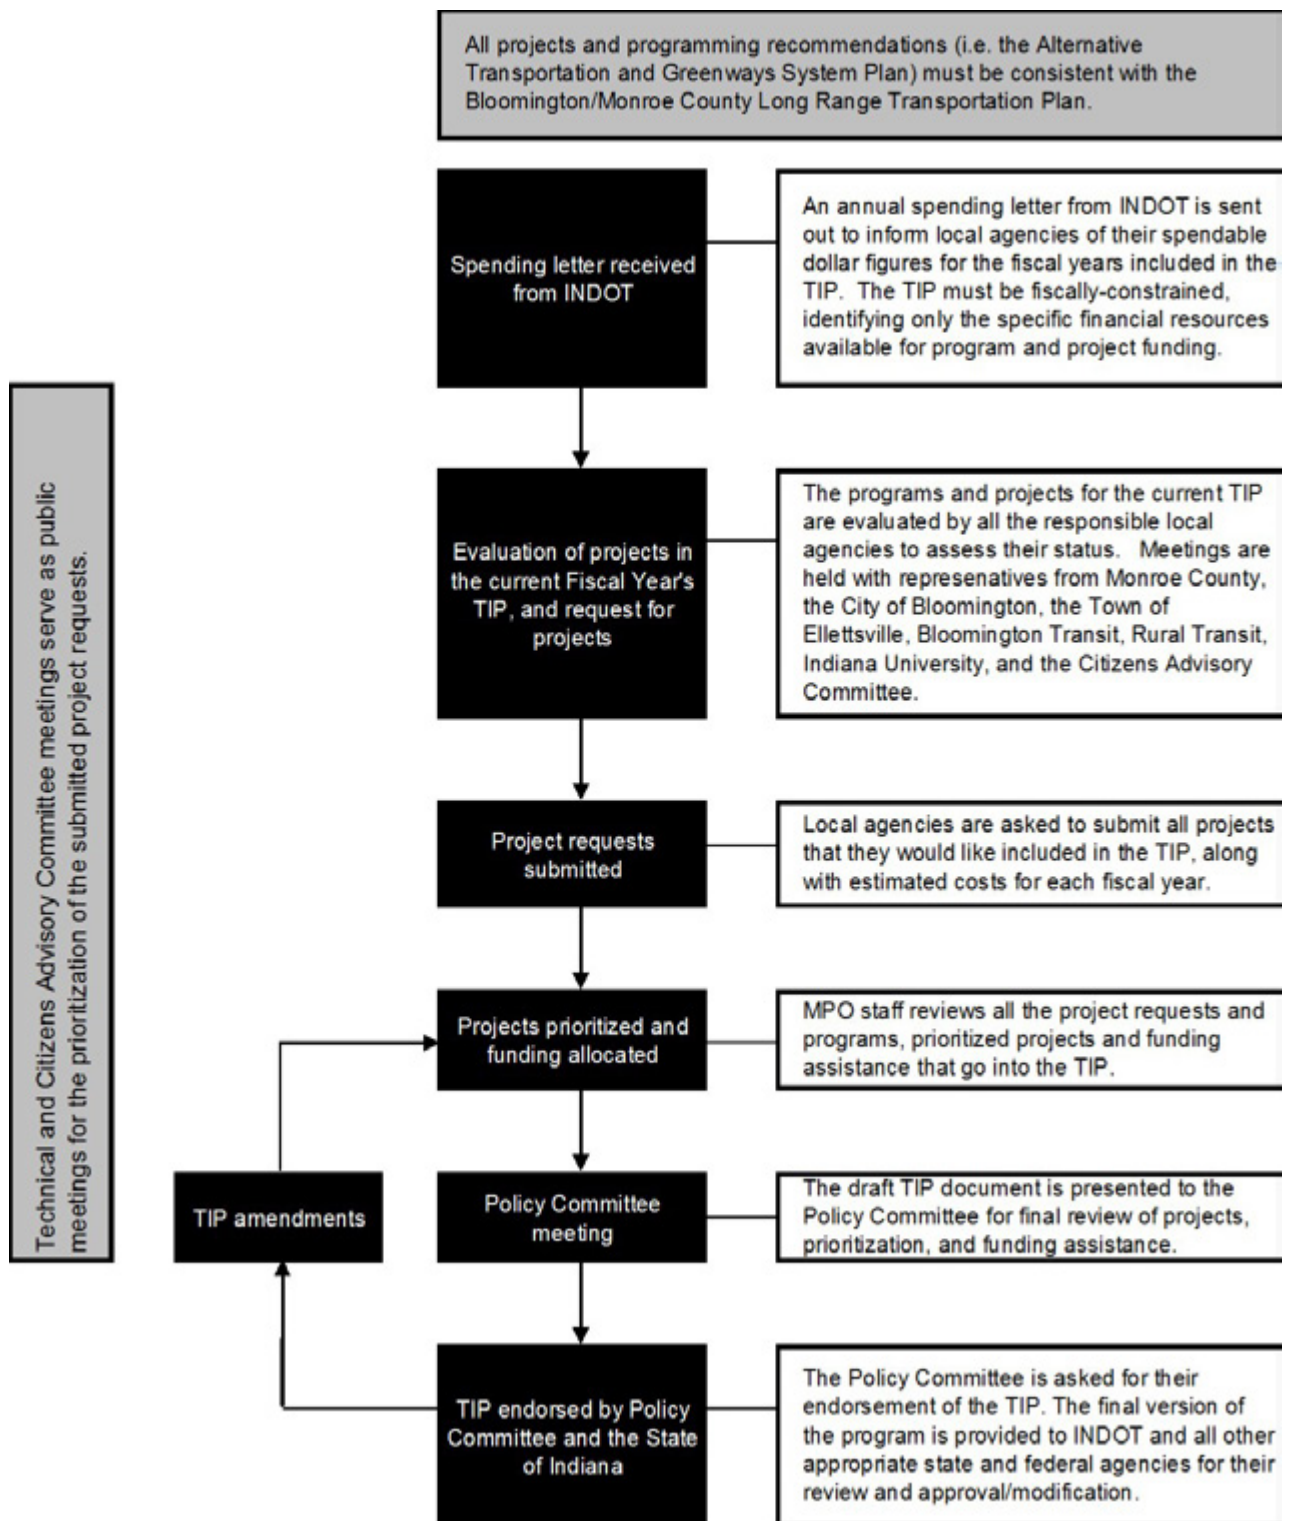 All projects and programming recommendations (i.e. the Alternative
Transportation and Greenways System Plan) must be consistent with the
Bloomington/Monroe County Long Range Transportation Plan.
Spending letter received
from INDOT
An annual spending letter from INDOT is sent
out to inform local agencies of their spendable
dollar figures for the fiscal years included in the
TIP. The TIP must be fiscally-constrained,
identifying only the specific financial resources
available for program and project funding.
Technical and Citizens Advisory Committee meetings serve as public
meetings for the prioritization of the submitted project requests.
Evaluation of projects in
the current Fiscal Year's
TIP, and request for
projects
The programs and projects for the current TIP
are evaluated by all the responsible local
agencies to assess their status. Meetings are
held with represenatives from Monroe County,
the City of Bloomington, the Town of
Ellettsville, Bloomington Transit, Rural Transit,
Indiana University, and the Citizens Advisory
Committee.
Project requests
submitted
Local agencies are asked to submit all projects
that they would like included in the TIP, along
with estimated costs for each fiscal year.
Projects prioritized and
funding allocated
MPO staff reviews all the project requests and
programs, prioritized projects and funding
assistance that go into the TIP.
TIP amendments
Policy Committee
meeting
The draft TIP document is presented to the
Policy Committee for final review of projects,
prioritization, and funding assistance.
TIP endorsed by Policy
Committee and the State
of Indiana
The Policy Committee is asked for their
endorsement of the TIP. The final version of
the program is provided to INDOT and all other
appropriate state and federal agencies for their
review and approval/modification.